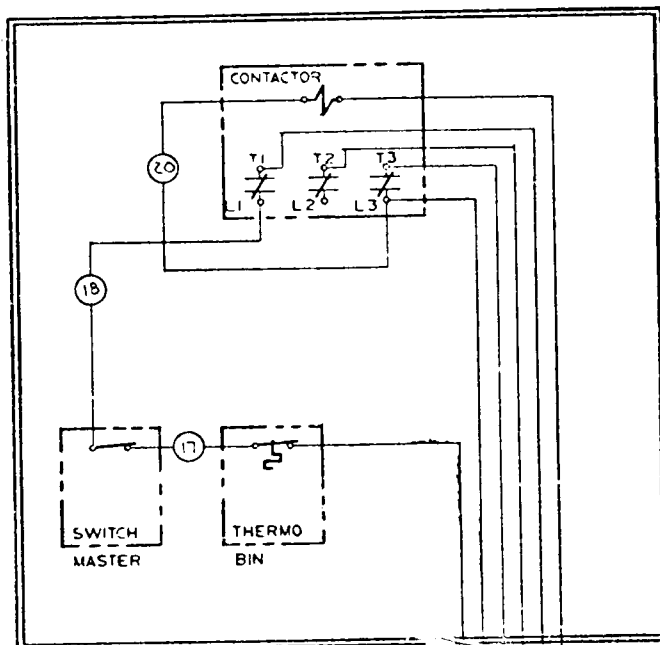 CONTACTOR
20
T1 T2 T3
L1 L2 L3
18
17
SWITCH THERMO
MASTER BIN